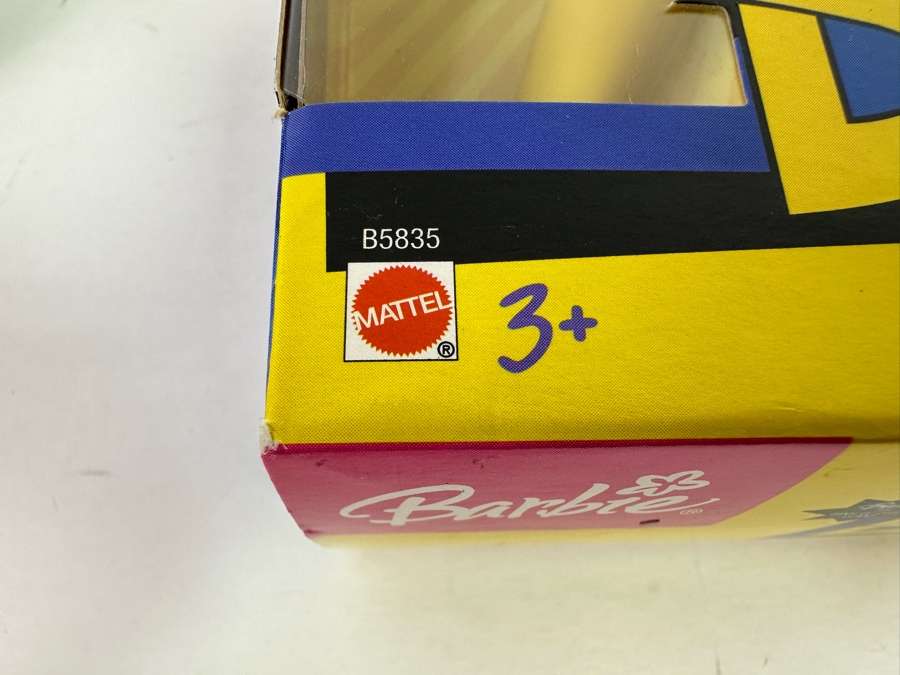 B5835
MATTEL
®
3+
Barbie®